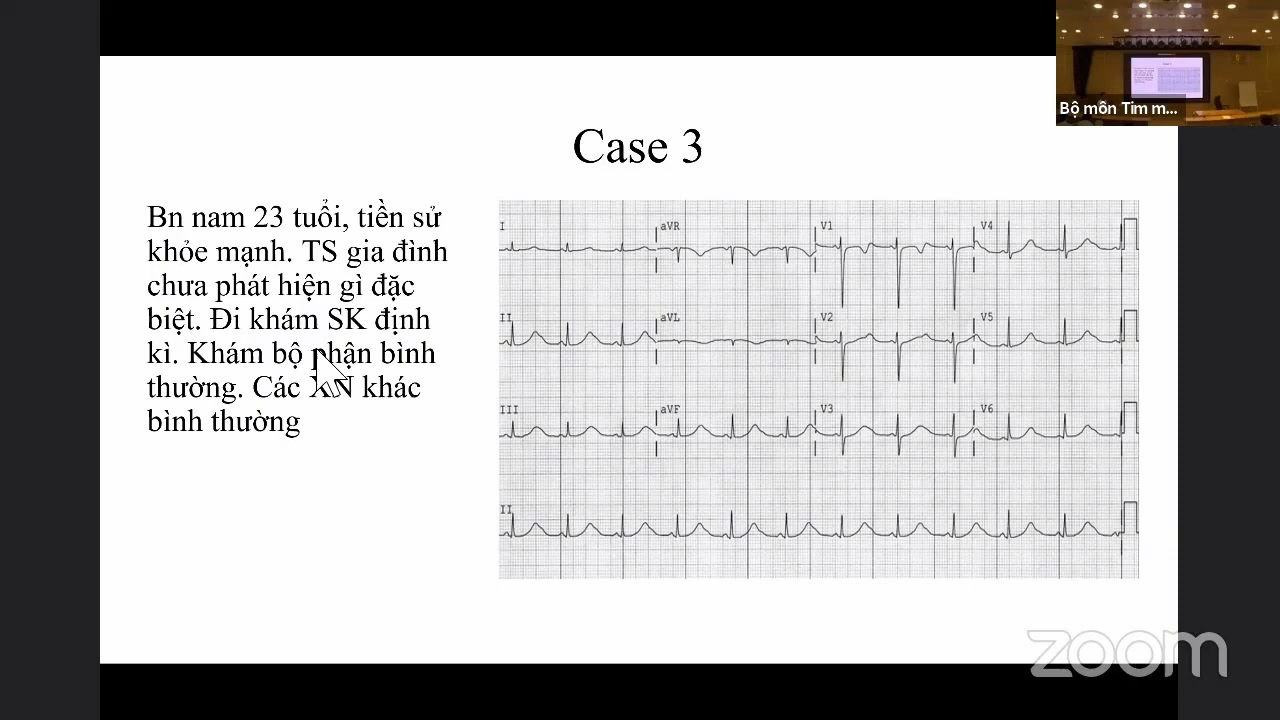 Bộ môn Tim m...
Case 3
Bn nam 23 tuổi, tiền sử
khỏe mạnh. TS gia đình
chưa phát hiện gì đặc
biệt. Đi khám SK định
kì. Khám bộ phận bình
thường. Các XN khác
bình thường
I aVR V1 V4
II aVL V2 V5
III aVF V3 V6
II
zoom